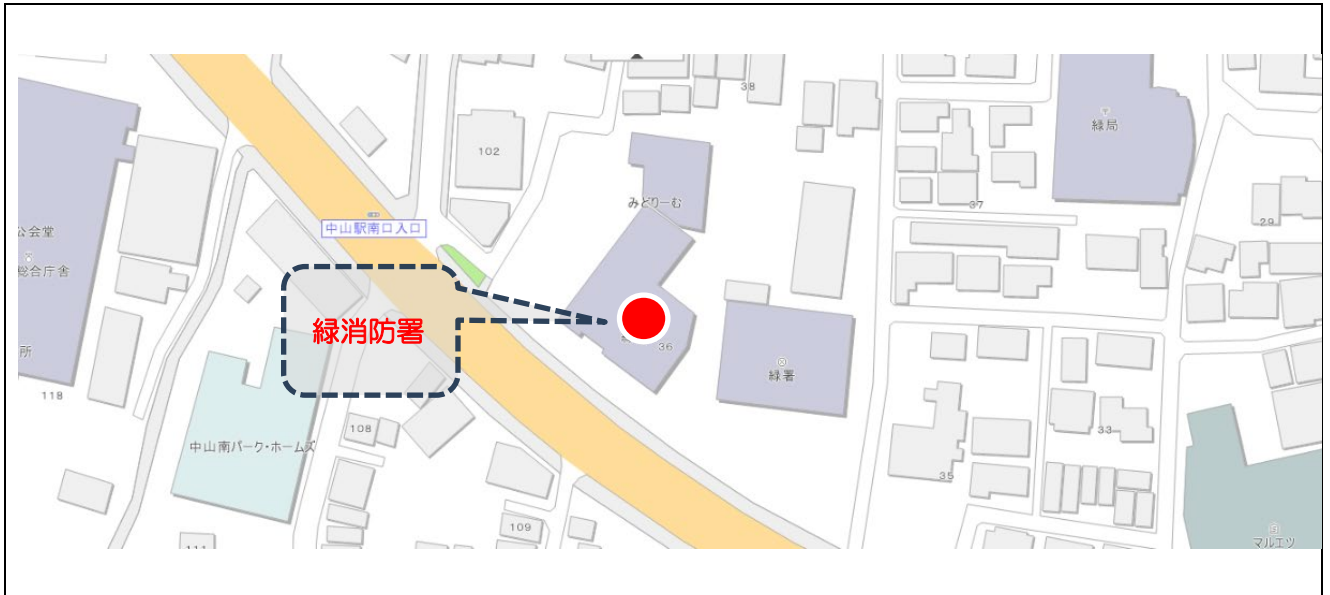 38
緑局
102
みどりーむ
37
29
中山駅南口入口
公会堂
総合庁舎
緑消防署
36
所
緑署
118
中山南パーク・ホームズ
108
33
35
109
マルエツ